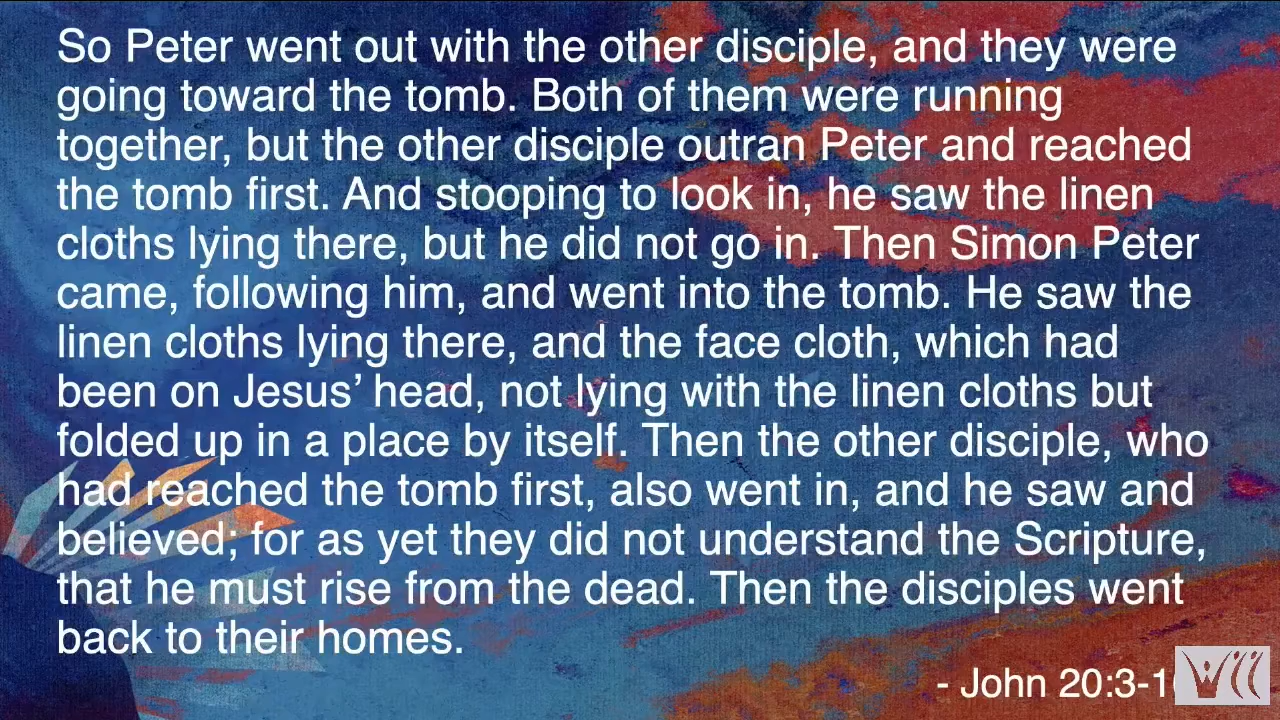 So Peter went out with the other disciple, and they were
going toward the tomb. Both of them were running
together, but the other disciple outran Peter and reached
the tomb first. And stooping to look in, he saw the linen
cloths lying there, but he did not go in. Then Simon Peter
came, following him, and went into the tomb. He saw the
linen cloths lying there, and the face cloth, which had
been on Jesus’ head, not lying with the linen cloths but
folded up in a place by itself. Then the other disciple, who
had reached the tomb first, also went in, and he saw and
believed; for as yet they did not understand the Scripture,
that he must rise from the dead. Then the disciples went
back to their homes.
- John 20:3-1